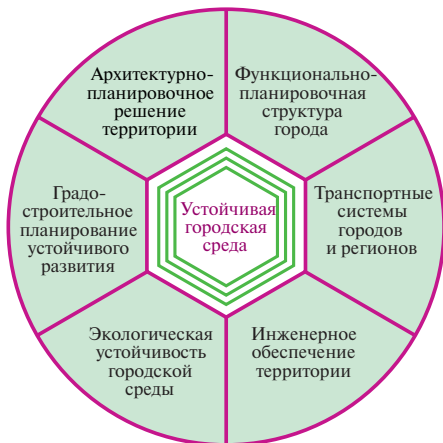 Архитектурно-
планировочное
решение
территории
Функционально-
планировочная
структура
города
Градо-
строительное
планирование
устойчивого
развития
Устойчивая
городская
среда
Транспортные
системы
городов
и регионов
Экологическая
устойчивость
городской
среды
Инженерное
обеспечение
территории